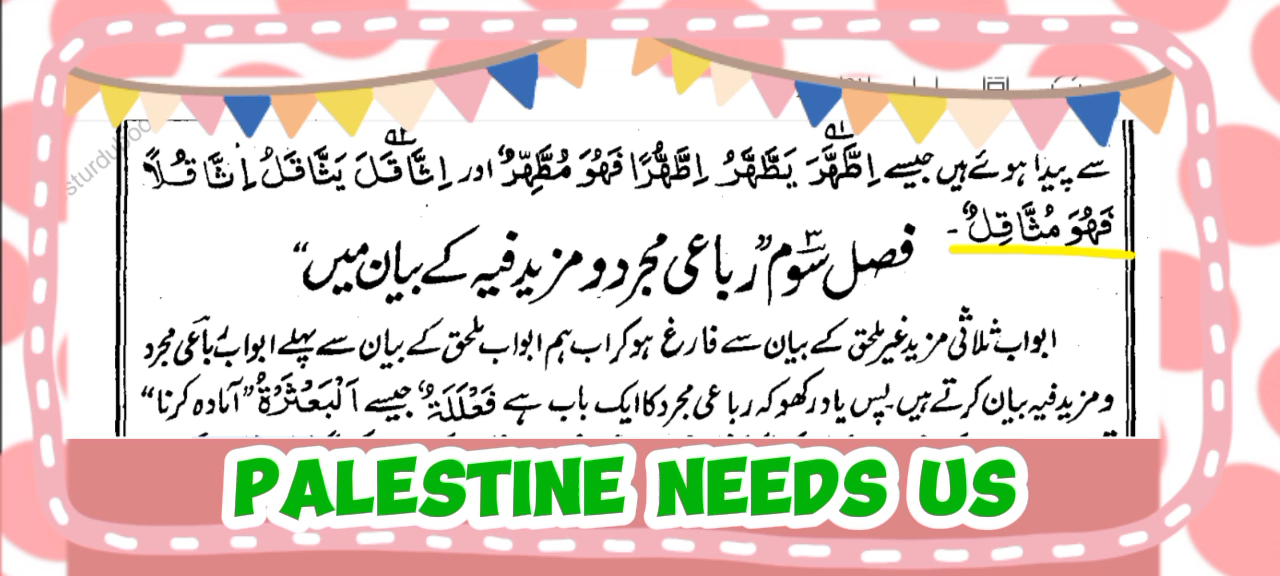 سے پیدا ہوئے ہیں جیسے اِطَّهَّرَ یَطَّهَّرُ اِطَّهُّرًا فَهُوَ مُطَّهِّرٌ اور اِثَّاقَلَ یَثَّاقَلُ اِثَّاقُلًا
فَهُوَ مُثَّاقِلٌ ۔
فصل سوم ”رباعی مجرد و مزید فیہ کے بیان میں“
ابواب ثلاثی مزید غیر ملحق کے بیان سے فارغ ہو کر اب ہم ابواب ملحق کے بیان سے پہلے ابواب رباعی مجرد
و مزید فیہ بیان کرتے ہیں۔ پس یاد رکھو کہ رباعی مجرد کا ایک باب ہے فَعْلَلَةٌ جیسے اَلْبَعْثَرَةُ ”آمادہ کرنا“
PALESTINE NEEDS US